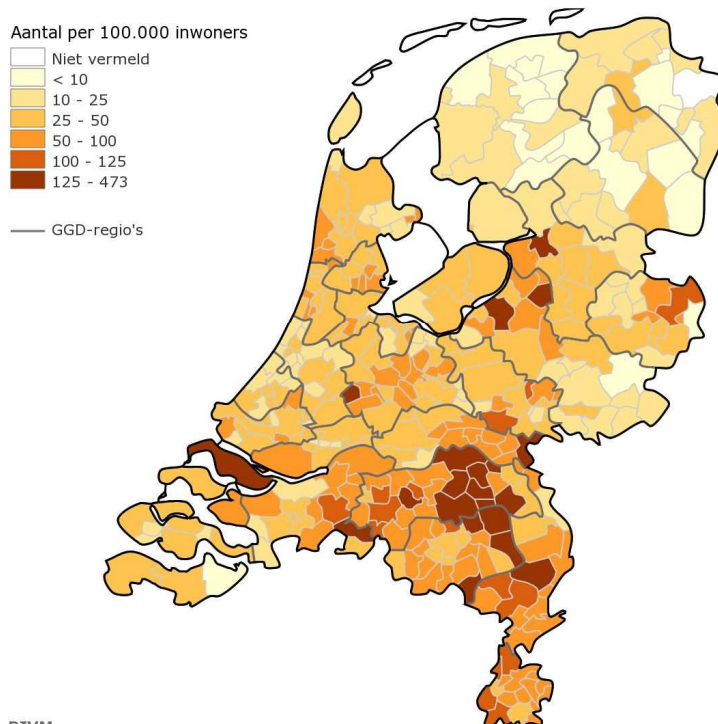 Aantal per 100.000 inwoners
Niet vermeld
< 10
10 - 25
25 - 50
50 - 100
100 - 125
125 - 473
GGD-regio's
RIVM